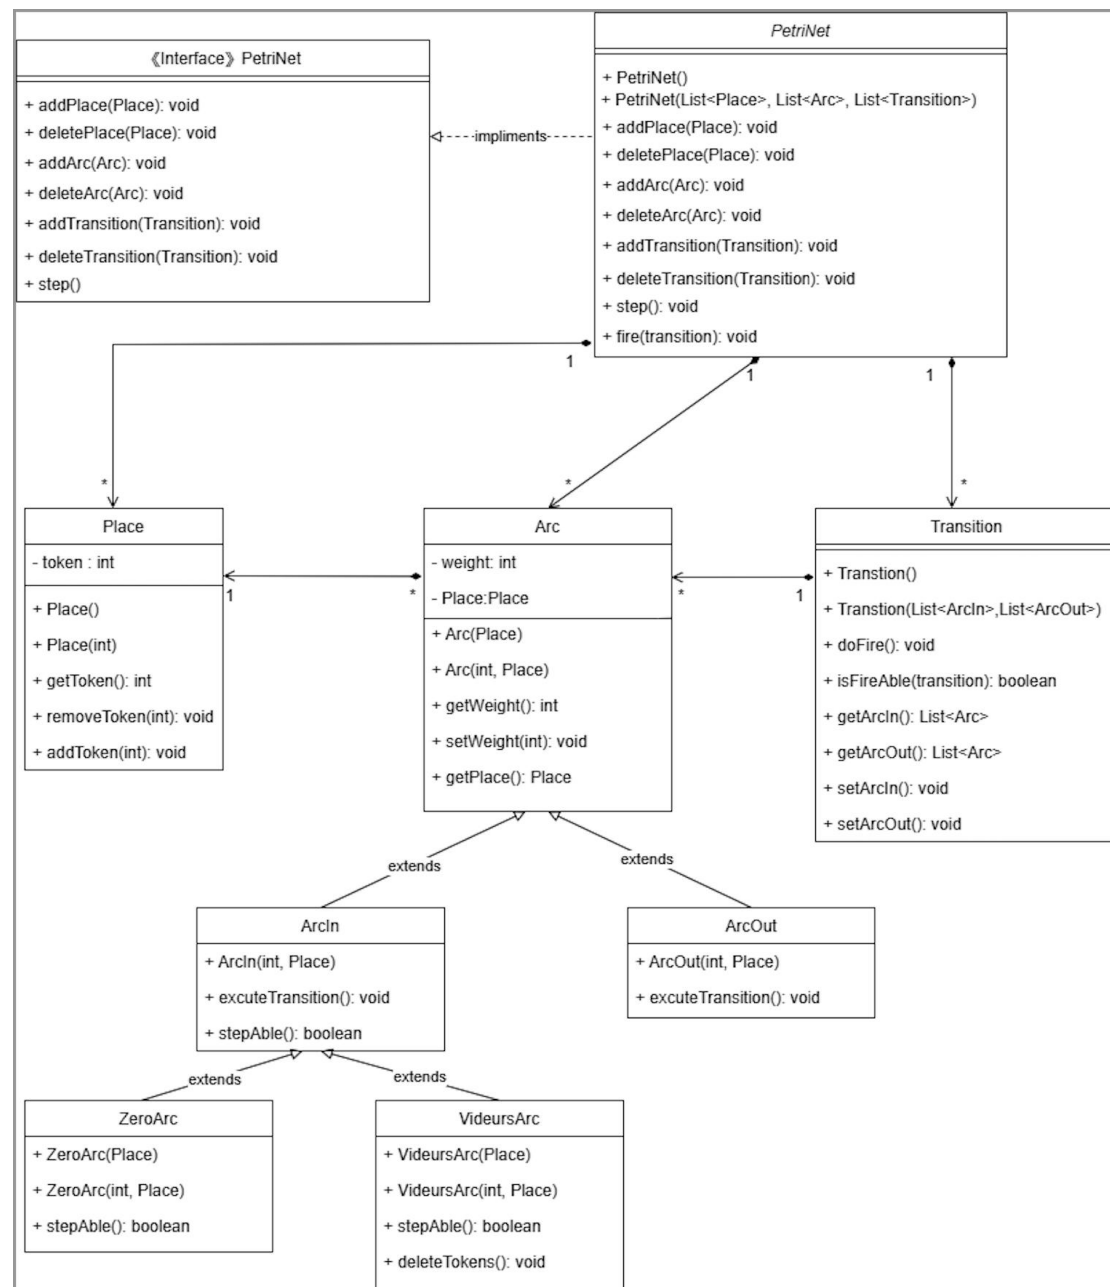 《Interface》 PetriNet
+ addPlace(Place): void
+ deletePlace(Place): void
+ addArc(Arc): void
+ deleteArc(Arc): void
+ addTransition(Transition): void
+ deleteTransition(Transition): void
+ step()
impliments
PetriNet
+ PetriNet()
+ PetriNet(List<Place>, List<Arc>, List<Transition>)
+ addPlace(Place): void
+ deletePlace(Place): void
+ addArc(Arc): void
+ deleteArc(Arc): void
+ addTransition(Transition): void
+ deleteTransition(Transition): void
+ step(): void
+ fire(transition): void
1
1
1
*
*
*
Place
- token : int
+ Place()
+ Place(int)
+ getToken(): int
+ removeToken(int): void
+ addToken(int): void
1
*
Arc
- weight: int
- Place:Place
+ Arc(Place)
+ Arc(int, Place)
+ getWeight(): int
+ setWeight(int): void
+ getPlace(): Place
*
1
Transition
+ Transtion()
+ Transtion(List<ArcIn>,List<ArcOut>)
+ doFire(): void
+ isFireAble(transition): boolean
+ getArcIn(): List<Arc>
+ getArcOut(): List<Arc>
+ setArcIn(): void
+ setArcOut(): void
extends
extends
ArcIn
+ ArcIn(int, Place)
+ excuteTransition(): void
+ stepAble(): boolean
ArcOut
+ ArcOut(int, Place)
+ excuteTransition(): void
extends
extends
ZeroArc
+ ZeroArc(Place)
+ ZeroArc(int, Place)
+ stepAble(): boolean
VideursArc
+ VideursArc(Place)
+ VideursArc(int, Place)
+ stepAble(): boolean
+ deleteTokens(): void